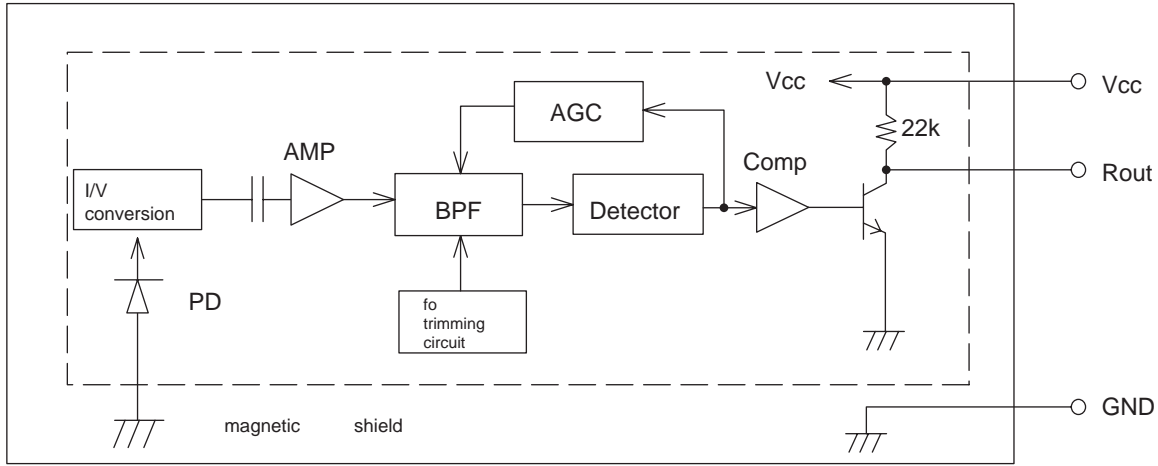 Vcc
Vcc
AGC
22k
AMP
Comp
Rout
I/V
conversion
BPF
Detector
PD
fo
trimming
circuit
GND
magnetic shield